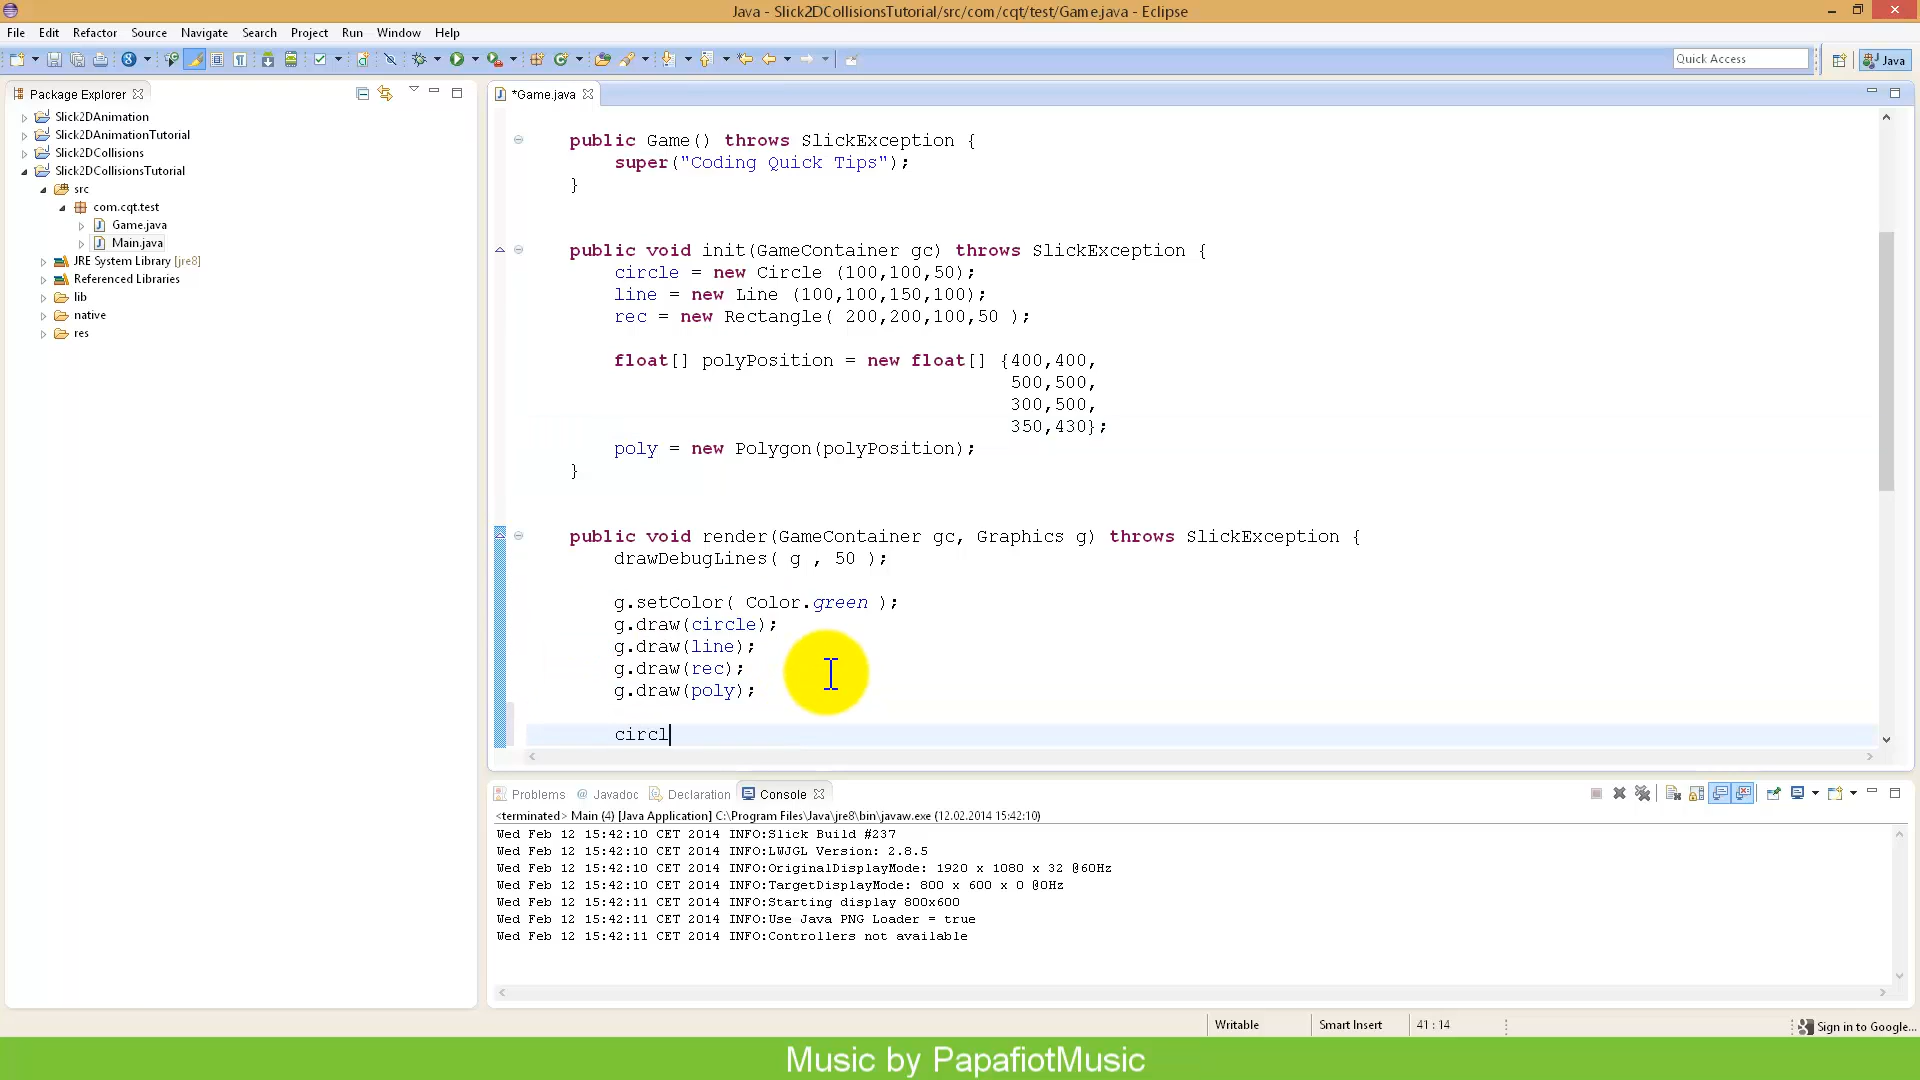 Java - Slick2DCollisionsTutorial/src/com/cqt/test/Game.java - Eclipse
File Edit Refactor Source Navigate Search Project Run Window Help
Quick Access
Java
Package Explorer
*Game.java
Slick2DAnimation
Slick2DAnimationTutorial
Slick2DCollisions
Slick2DCollisionsTutorial
src
com.cqt.test
Game.java
Main.java
JRE System Library [jre8]
Referenced Libraries
lib
native
res
public Game() throws SlickException {
super("Coding Quick Tips");
}
public void init(GameContainer gc) throws SlickException {
circle = new Circle (100,100,50);
line = new Line (100,100,150,100);
rec = new Rectangle( 200,200,100,50 );
float[] polyPosition = new float[] {400,400,
500,500,
300,500,
350,430};
poly = new Polygon(polyPosition);
}
public void render(GameContainer gc, Graphics g) throws SlickException {
drawDebugLines( g , 50 );
g.setColor( Color.green );
g.draw(circle);
g.draw(line);
g.draw(rec);
g.draw(poly);
circl
Problems @ Javadoc Declaration Console
<terminated> Main (4) [Java Application] C:\Program Files\Java\jre8\bin\javaw.exe (12.02.2014 15:42:10)
Wed Feb 12 15:42:10 CET 2014 INFO:Slick Build #237
Wed Feb 12 15:42:10 CET 2014 INFO:LWJGL Version: 2.8.5
Wed Feb 12 15:42:10 CET 2014 INFO:OriginalDisplayMode: 1920 x 1080 x 32 @60Hz
Wed Feb 12 15:42:10 CET 2014 INFO:TargetDisplayMode: 800 x 600 x 0 @0Hz
Wed Feb 12 15:42:11 CET 2014 INFO:Starting display 800x600
Wed Feb 12 15:42:11 CET 2014 INFO:Use Java PNG Loader = true
Wed Feb 12 15:42:11 CET 2014 INFO:Controllers not available
Writable Smart Insert 41 : 14
Sign in to Google...
Music by PapafiotMusic